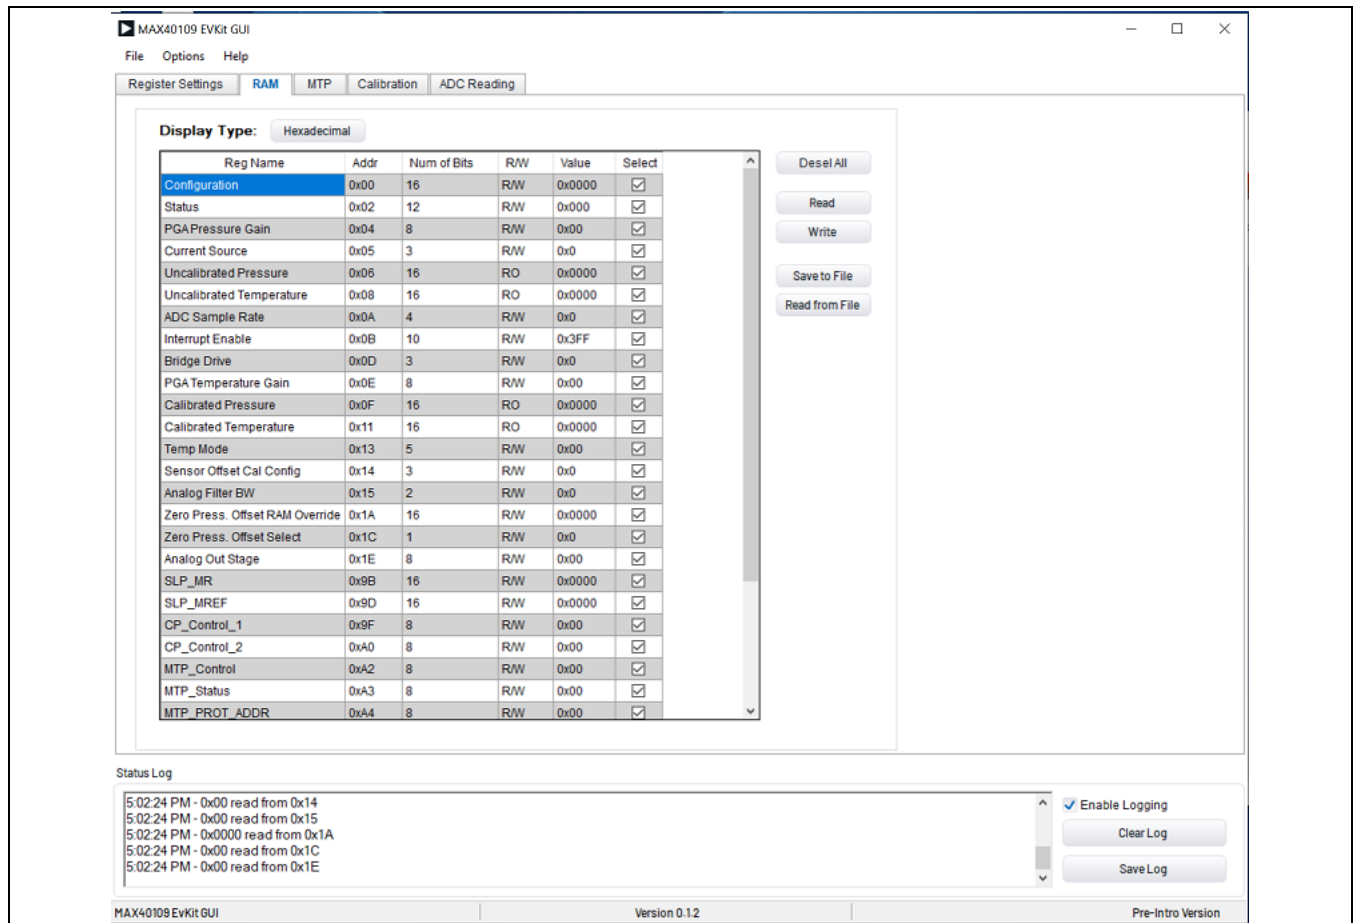 MAX40109 EVKit GUI
File Options Help
Register Settings RAM MTP Calibration ADC Reading
Display Type: Hexadecimal
Reg Name Addr Num of Bits R/W Value Select
Configuration 0x00 16 R/W 0x0000
Status 0x02 12 R/W 0x000
PGA Pressure Gain 0x04 8 R/W 0x00
Current Source 0x05 3 R/W 0x0
Uncalibrated Pressure 0x06 16 RO 0x0000
Uncalibrated Temperature 0x08 16 RO 0x0000
ADC Sample Rate 0x0A 4 R/W 0x0
Interrupt Enable 0x0B 10 R/W 0x3FF
Bridge Drive 0x0D 3 R/W 0x0
PGA Temperature Gain 0x0E 8 R/W 0x00
Calibrated Pressure 0x0F 16 RO 0x0000
Calibrated Temperature 0x11 16 RO 0x0000
Temp Mode 0x13 5 R/W 0x00
Sensor Offset Cal Config 0x14 3 R/W 0x0
Analog Filter BW 0x15 2 R/W 0x0
Zero Press. Offset RAM Override 0x1A 16 R/W 0x0000
Zero Press. Offset Select 0x1C 1 R/W 0x0
Analog Out Stage 0x1E 8 R/W 0x00
SLP_MR 0x9B 16 R/W 0x0000
SLP_MREF 0x9D 16 R/W 0x0000
CP_Control_1 0x9F 8 R/W 0x00
CP_Control_2 0xA0 8 R/W 0x00
MTP_Control 0xA2 8 R/W 0x00
MTP_Status 0xA3 8 R/W 0x00
MTP_PROT_ADDR 0xA4 8 R/W 0x00
Desel All
Read
Write
Save to File
Read from File
Status Log
5:02:24 PM - 0x00 read from 0x14
5:02:24 PM - 0x00 read from 0x15
5:02:24 PM - 0x0000 read from 0x1A
5:02:24 PM - 0x00 read from 0x1C
5:02:24 PM - 0x00 read from 0x1E
Enable Logging
Clear Log
Save Log
MAX40109 EvKit GUI Version 0.1.2 Pre-Intro Version